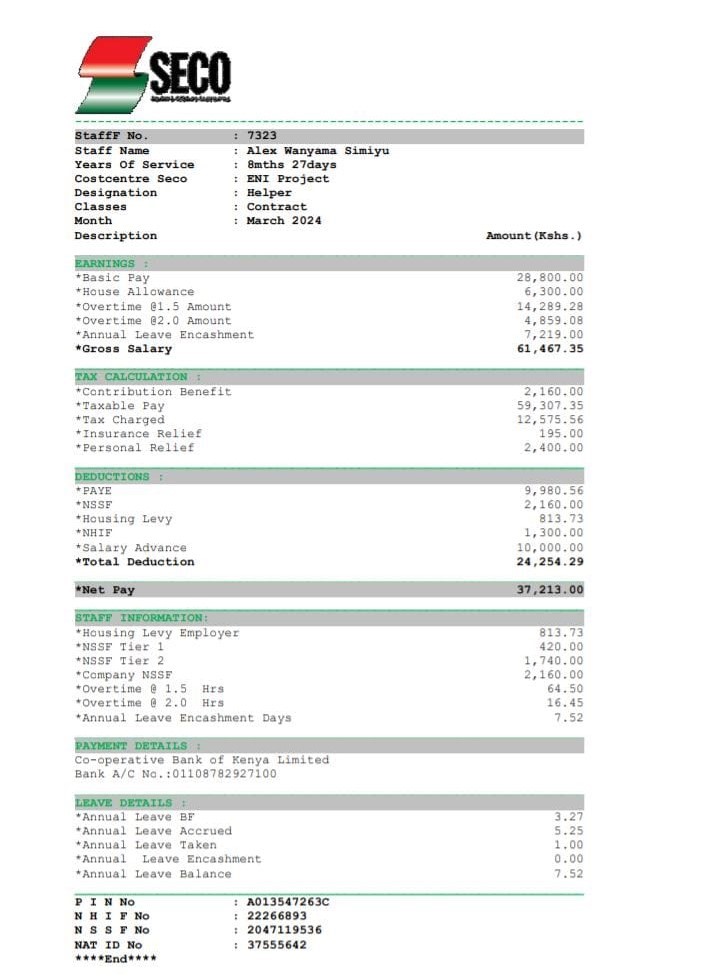 SECO
StaffF No. : 7323
Staff Name : Alex Wanyama Simiyu
Years Of Service : 8mths 27days
Costcentre Seco : ENI Project
Designation : Helper
Classes : Contract
Month : March 2024
Description Amount(Kshs.)
EARNINGS :
*Basic Pay 28,800.00
*House Allowance 6,300.00
*Overtime @1.5 Amount 14,289.28
*Overtime @2.0 Amount 4,859.08
*Annual Leave Encashment 7,219.00
*Gross Salary 61,467.35
TAX CALCULATION :
*Contribution Benefit 2,160.00
*Taxable Pay 59,307.35
*Tax Charged 12,575.56
*Insurance Relief 195.00
*Personal Relief 2,400.00
DEDUCTIONS :
*PAYE 9,980.56
*NSSF 2,160.00
*Housing Levy 813.73
*NHIF 1,300.00
*Salary Advance 10,000.00
*Total Deduction 24,254.29
*Net Pay 37,213.00
STAFF INFORMATION:
*Housing Levy Employer 813.73
*NSSF Tier 1 420.00
*NSSF Tier 2 1,740.00
*Company NSSF 2,160.00
*Overtime @ 1.5 Hrs 64.50
*Overtime @ 2.0 Hrs 16.45
*Annual Leave Encashment Days 7.52
PAYMENT DETAILS :
Co-operative Bank of Kenya Limited
Bank A/C No.:01108782927100
LEAVE DETAILS :
*Annual Leave BF 3.27
*Annual Leave Accrued 5.25
*Annual Leave Taken 1.00
*Annual Leave Encashment 0.00
*Annual Leave Balance 7.52
P I N No : A013547263C
N H I F No : 22266893
N S S F No : 2047119536
NAT ID No : 37555642
****End****